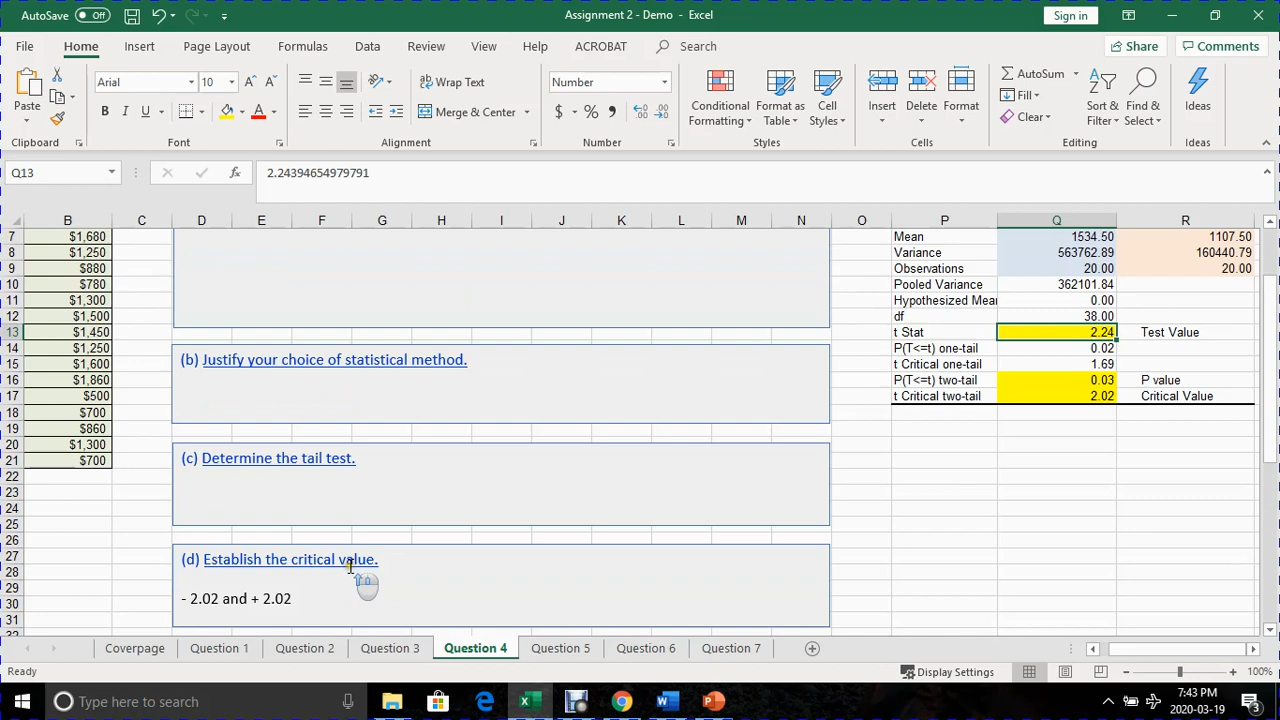 AutoSave Off Assignment 2 - Demo - Excel Sign in
File Home Insert Page Layout Formulas Data Review View Help ACROBAT Search Share Comments
Paste Arial 10 Wrap Text Merge & Center Number Conditional Formatting Format as Table Cell Styles Insert Delete Format AutoSum Fill Clear Sort & Filter Find & Select Ideas
Clipboard Font Alignment Number Styles Cells Editing Ideas
Q13 fx 2.24394654979791
B C D E F G H I J K L M N O P Q R
7 $1,680 Mean 1534.50 1107.50
8 $1,250 Variance 563762.89 160440.79
9 $880 Observations 20.00 20.00
10 $780 Pooled Variance 362101.84
11 $1,300 Hypothesized Mean 0.00
12 $1,500 df 38.00
13 $1,450 t Stat 2.24 Test Value
14 $1,250 (b) Justify your choice of statistical method. P(T<=t) one-tail 0.02
15 $1,600 t Critical one-tail 1.69
16 $1,860 P(T<=t) two-tail 0.03 P value
17 $500 t Critical two-tail 2.02 Critical Value
18 $700
19 $860
20 $1,300 (c) Determine the tail test.
21 $700
22
23
24
25
26
27 (d) Establish the critical value.
28
29
30 - 2.02 and + 2.02
31
32
Coverpage Question 1 Question 2 Question 3 Question 4 Question 5 Question 6 Question 7
Ready Display Settings 100%
Type here to search 7:43 PM
2020-03-19 3